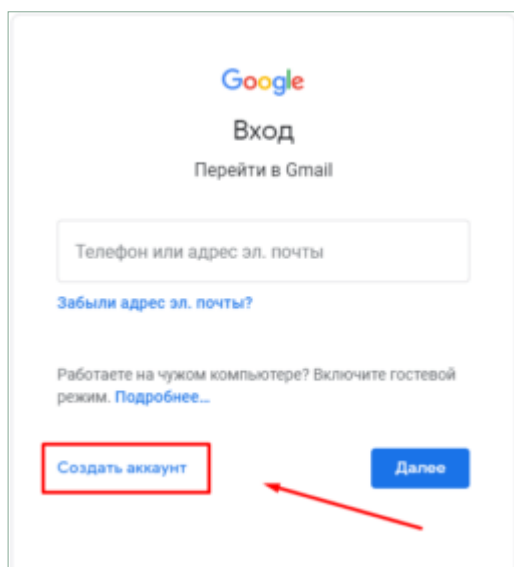 Google
Вход
Перейти в Gmail
Телефон или адрес эл. почты
Забыли адрес эл. почты?
Работаете на чужом компьютере? Включите гостевой
режим. Подробнее...
Создать аккаунт
Далее